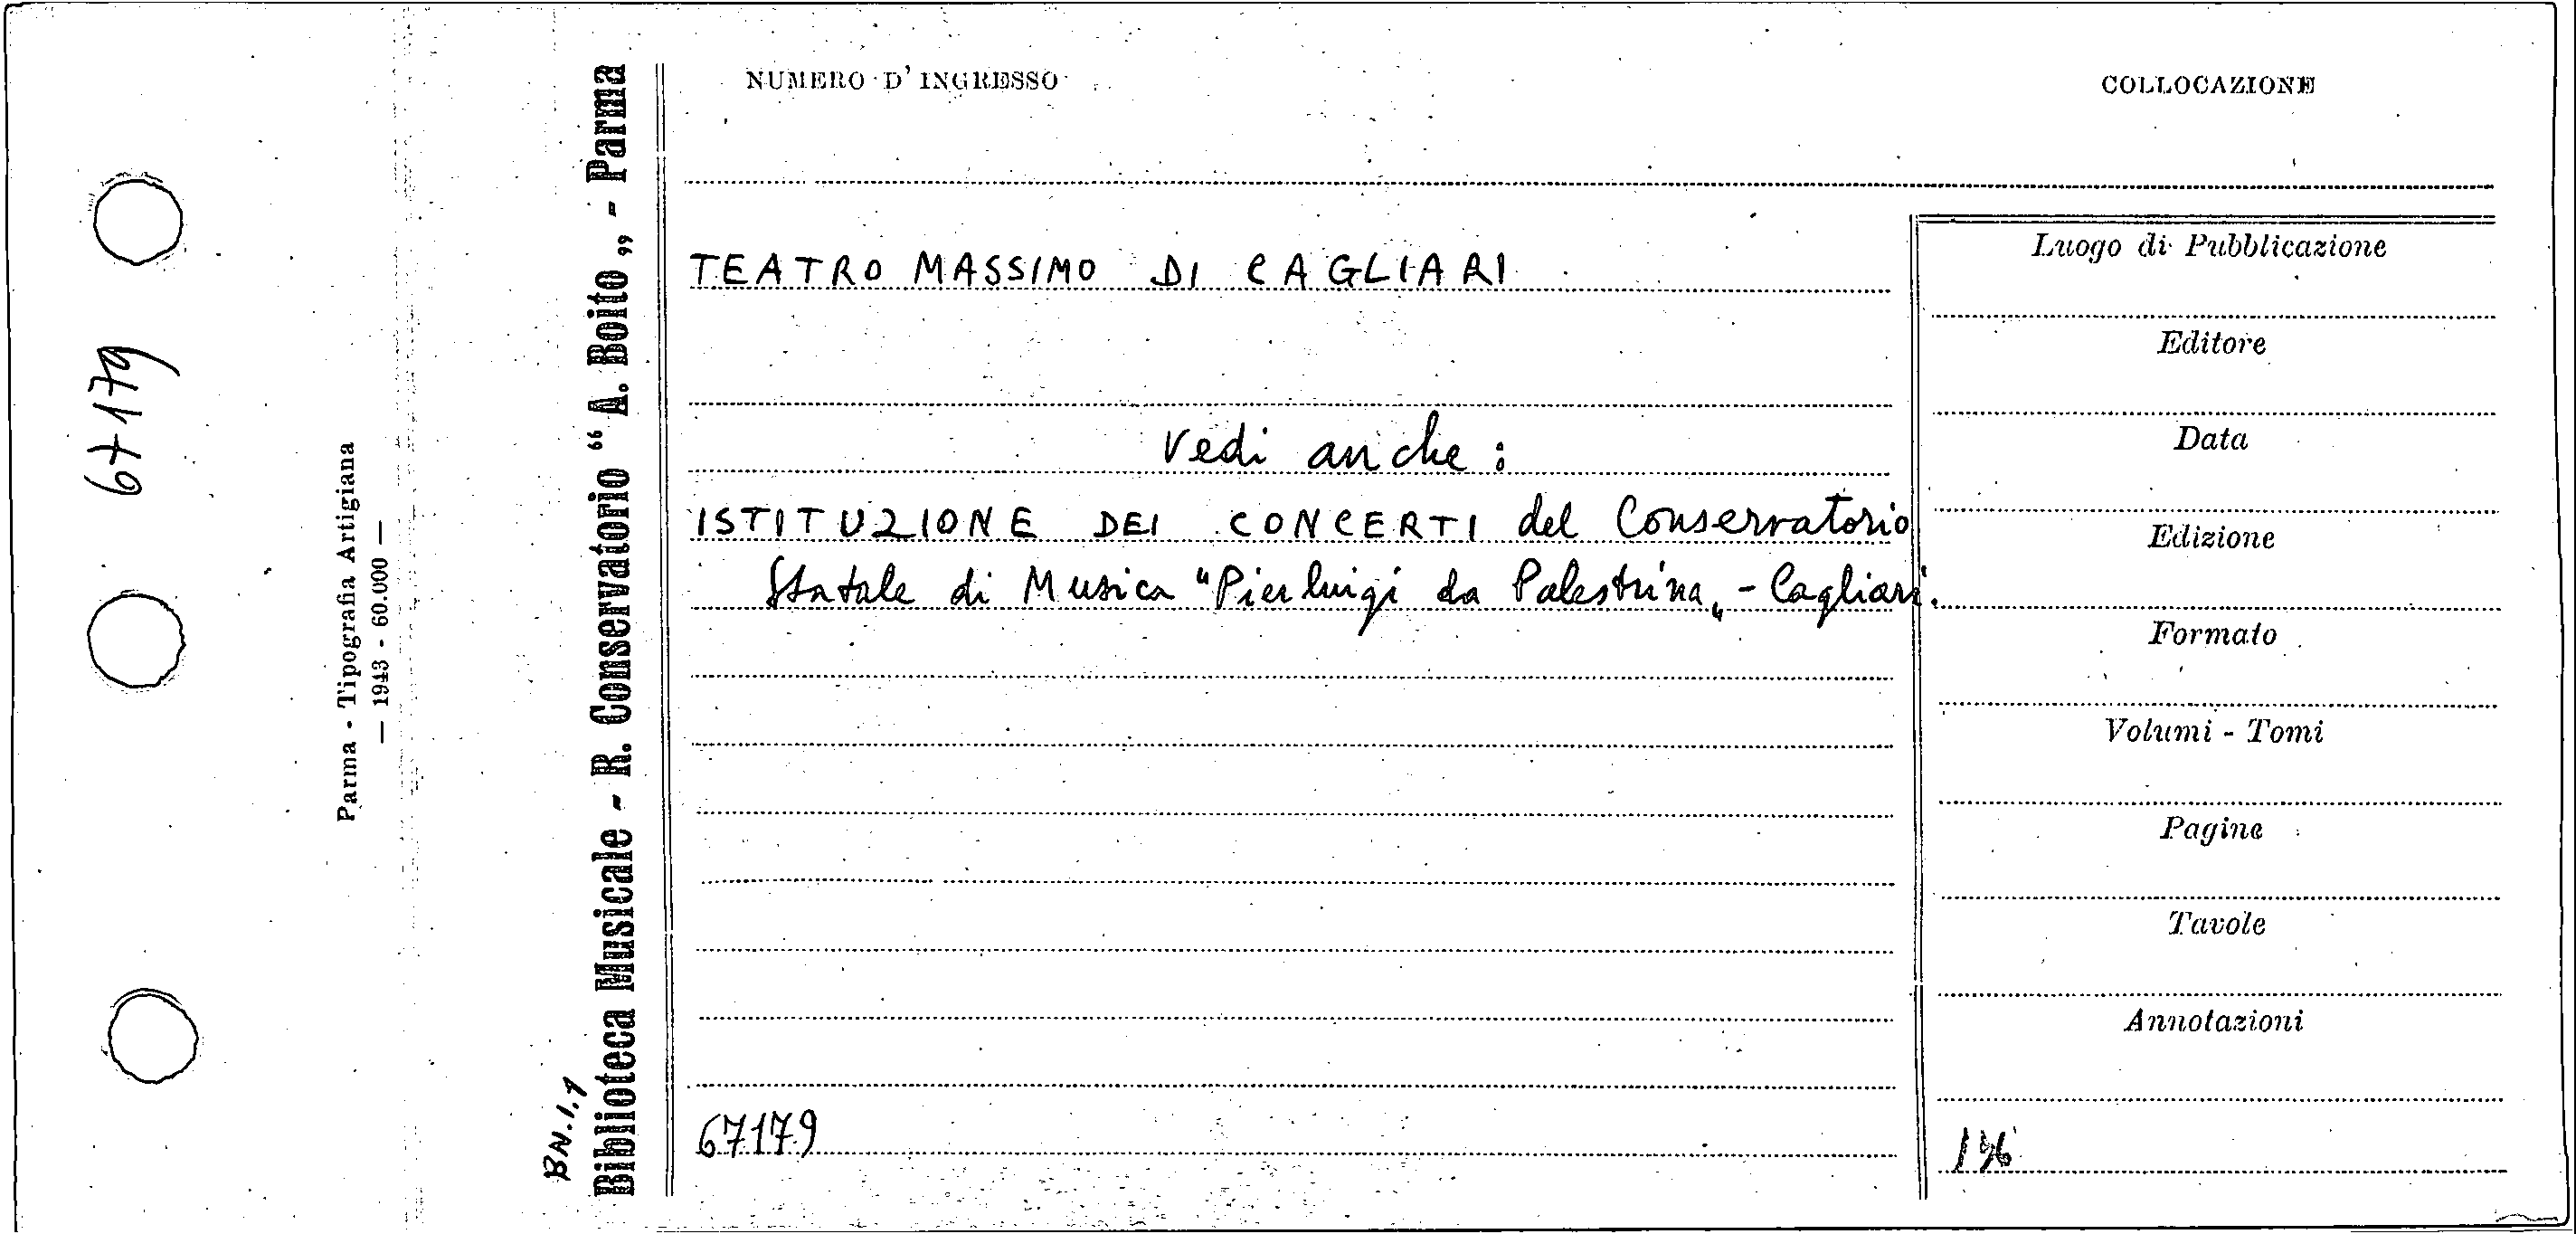 67179
Parma - Tipografia Artigiana
— 1943 - 60.000 —
BN.I.1
Biblioteca Musicale - R. Conservatorio “A. Boito„ - Parma
NUMERO D'INGRESSO
COLLOCAZIONE
TEATRO MASSIMO DI CAGLIARI
Vedi anche:
ISTITUZIONE DEI CONCERTI del Conservatorio
Statale di Musica "Pierluigi da Palestrina„ - Cagliari.
67179
Luogo di Pubblicazione
Editore
Data
Edizione
Formato
Volumi - Tomi
Pagine
Tavole
Annotazioni